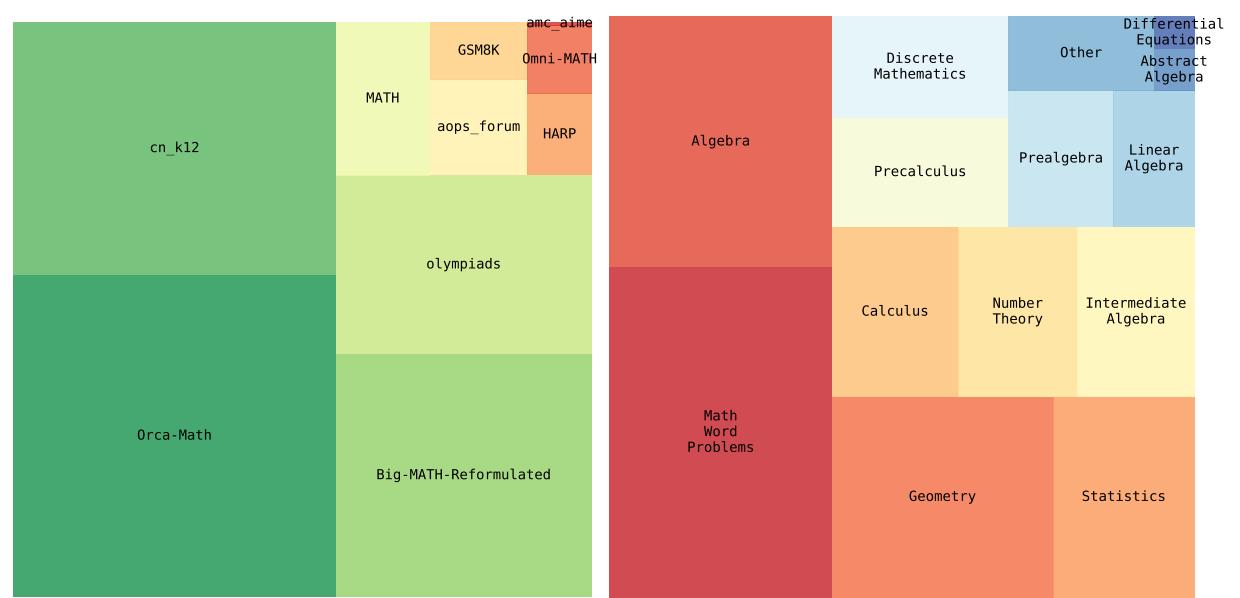 cn_k12
Orca-Math
MATH
GSM8K
aops_forum
amc_aime
Omni-MATH
HARP
olympiads
Big-MATH-Reformulated
Algebra
Math
Word
Problems
Discrete
Mathematics
Precalculus
Other
Differential
Equations
Abstract
Algebra
Prealgebra
Linear
Algebra
Calculus
Number
Theory
Intermediate
Algebra
Geometry
Statistics